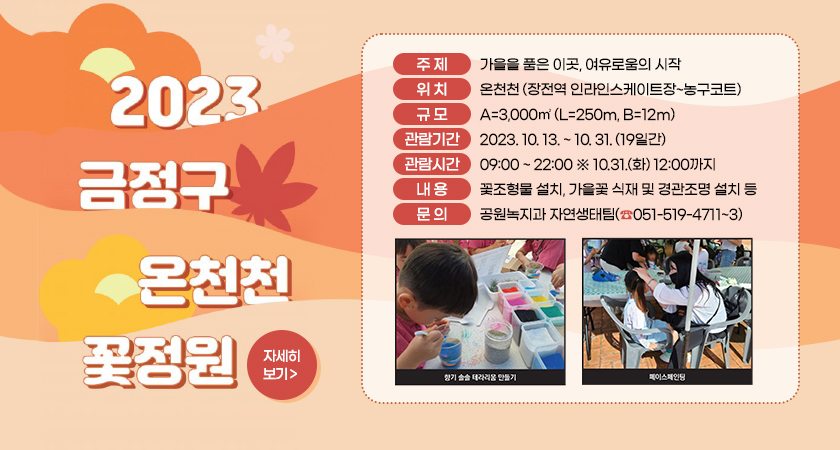 2023
금정구
온천천
꽃정원
자세히
보기>
주 제 가을을 품은 이곳, 여유로움의 시작
위 치 온천천 (장전역 인라인스케이트장~농구코트)
규 모 A=3,000㎡ (L=250m, B=12m)
관람기간 2023. 10. 13. ~ 10. 31. (19일간)
관람시간 09:00 ~ 22:00 ※ 10.31.(화) 12:00까지
내 용 꽃조형물 설치, 가을꽃 식재 및 경관조명 설치 등
문 의 공원녹지과 자연생태팀(☎051-519-4711~3)
향기 솔솔 테라리움 만들기
페이스페인팅